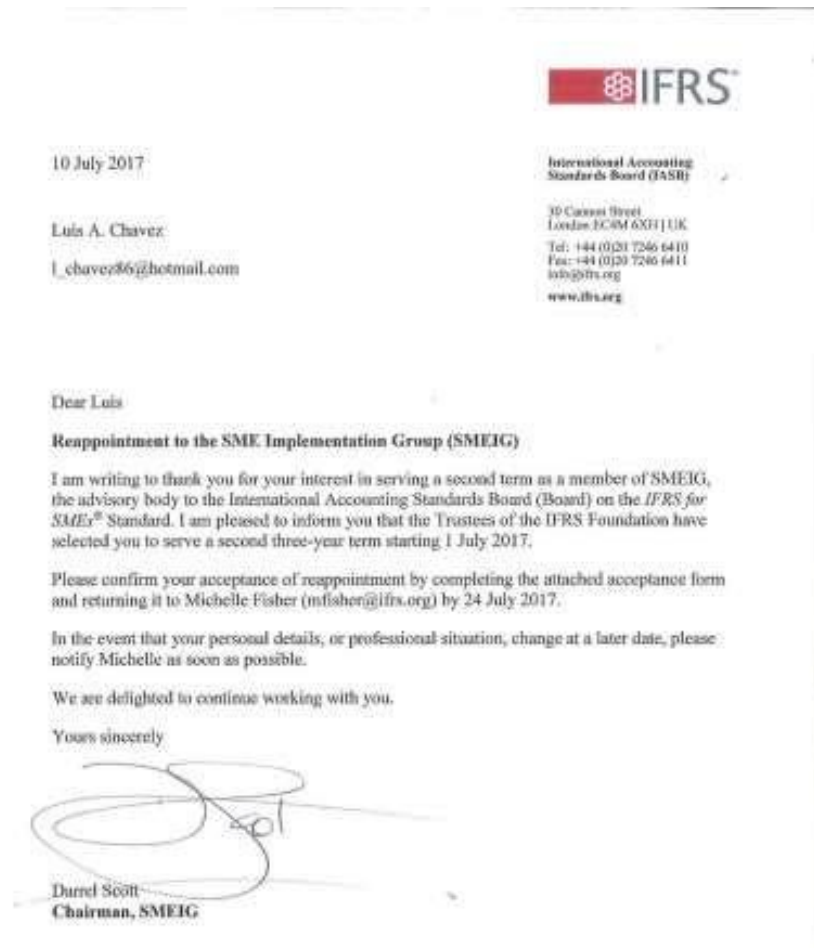 IFRS
10 July 2017
International Accounting
Standards Board (IASB)
30 Cannon Street
London EC4M 6XH | UK
Luis A. Chavez
Tel: +44 (0)20 7246 6410
Fax: +44 (0)20 7246 6411
l_chavez86@hotmail.com
info@ifrs.org
www.ifrs.org
Dear Luis
Reappointment to the SME Implementation Group (SMEIG)
I am writing to thank you for your interest in serving a second term as a member of SMEIG,
the advisory body to the International Accounting Standards Board (Board) on the IFRS for
SMEs® Standard. I am pleased to inform you that the Trustees of the IFRS Foundation have
selected you to serve a second three-year term starting 1 July 2017.
Please confirm your acceptance of reappointment by completing the attached acceptance form
and returning it to Michelle Fisher (mfisher@ifrs.org) by 24 July 2017.
In the event that your personal details, or professional situation, change at a later date, please
notify Michelle as soon as possible.
We are delighted to continue working with you.
Yours sincerely
Darrel Scott
Chairman, SMEIG